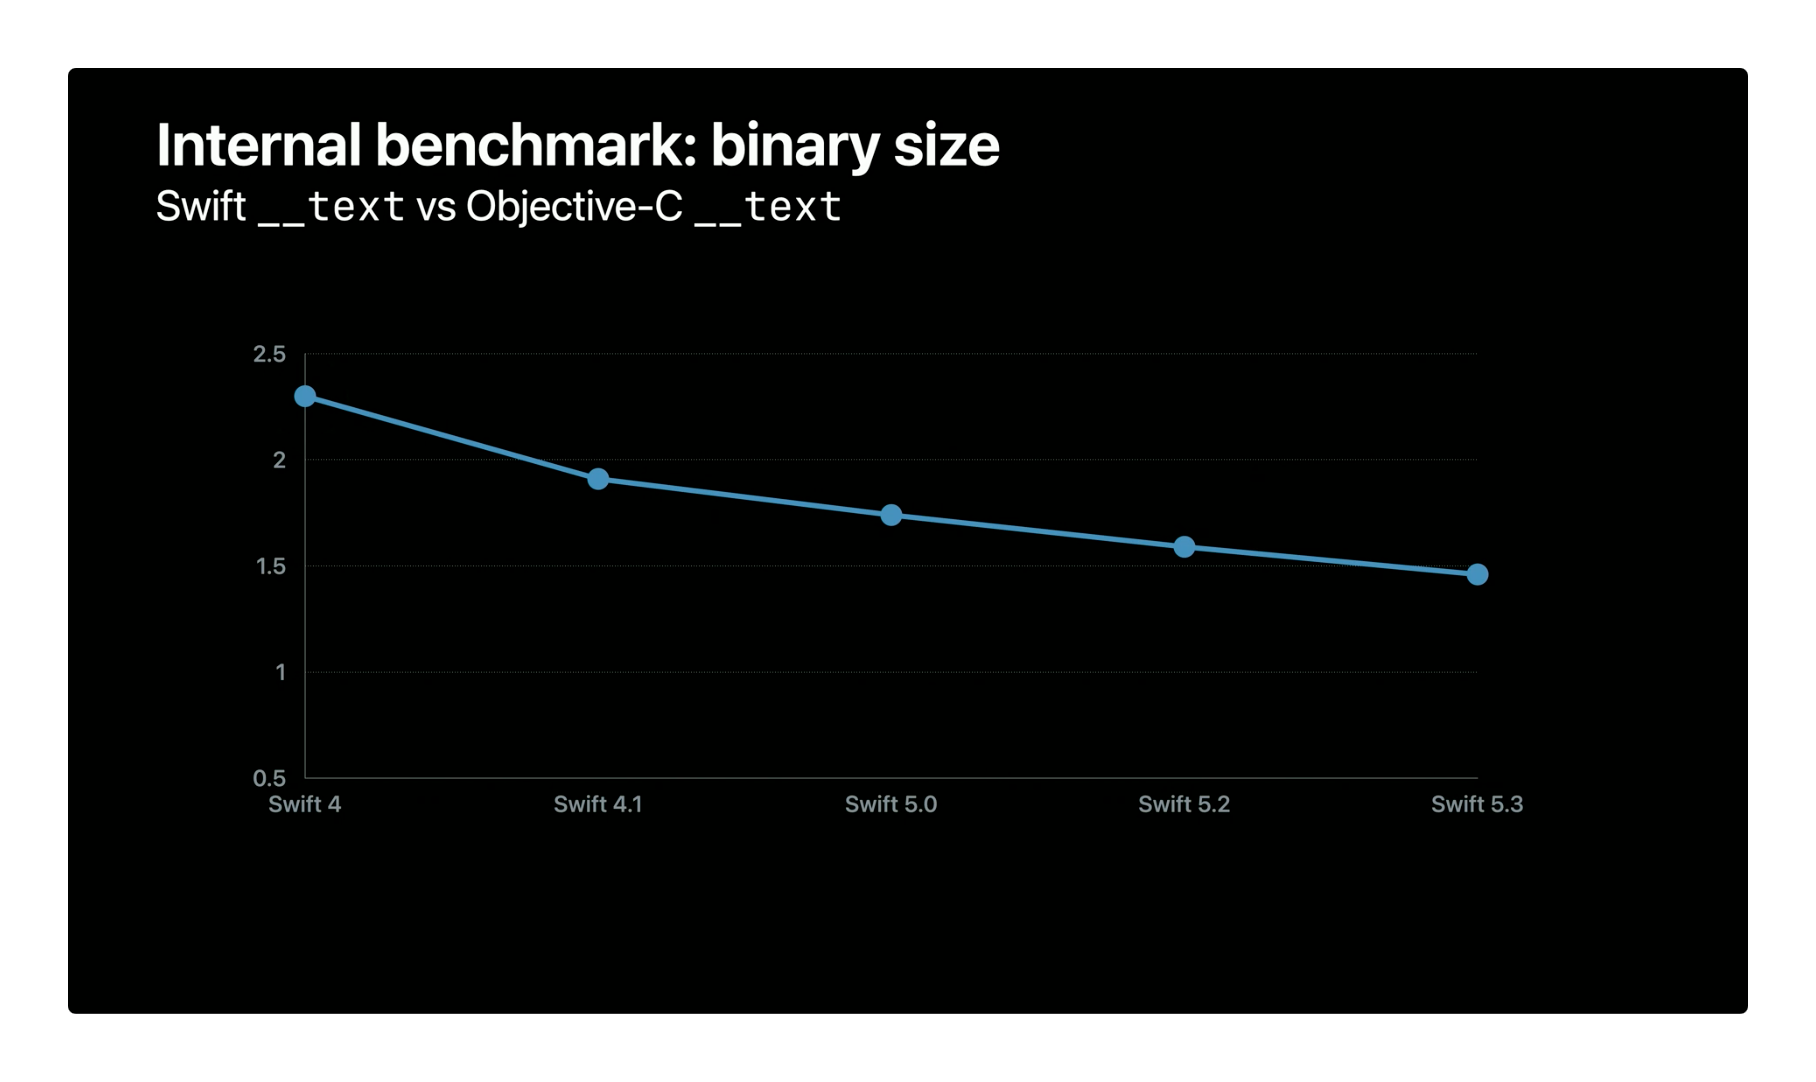 Internal benchmark: binary size
Swift __text vs Objective-C __text
2.5
2
1.5
1
0.5
Swift 4 Swift 4.1 Swift 5.0 Swift 5.2 Swift 5.3